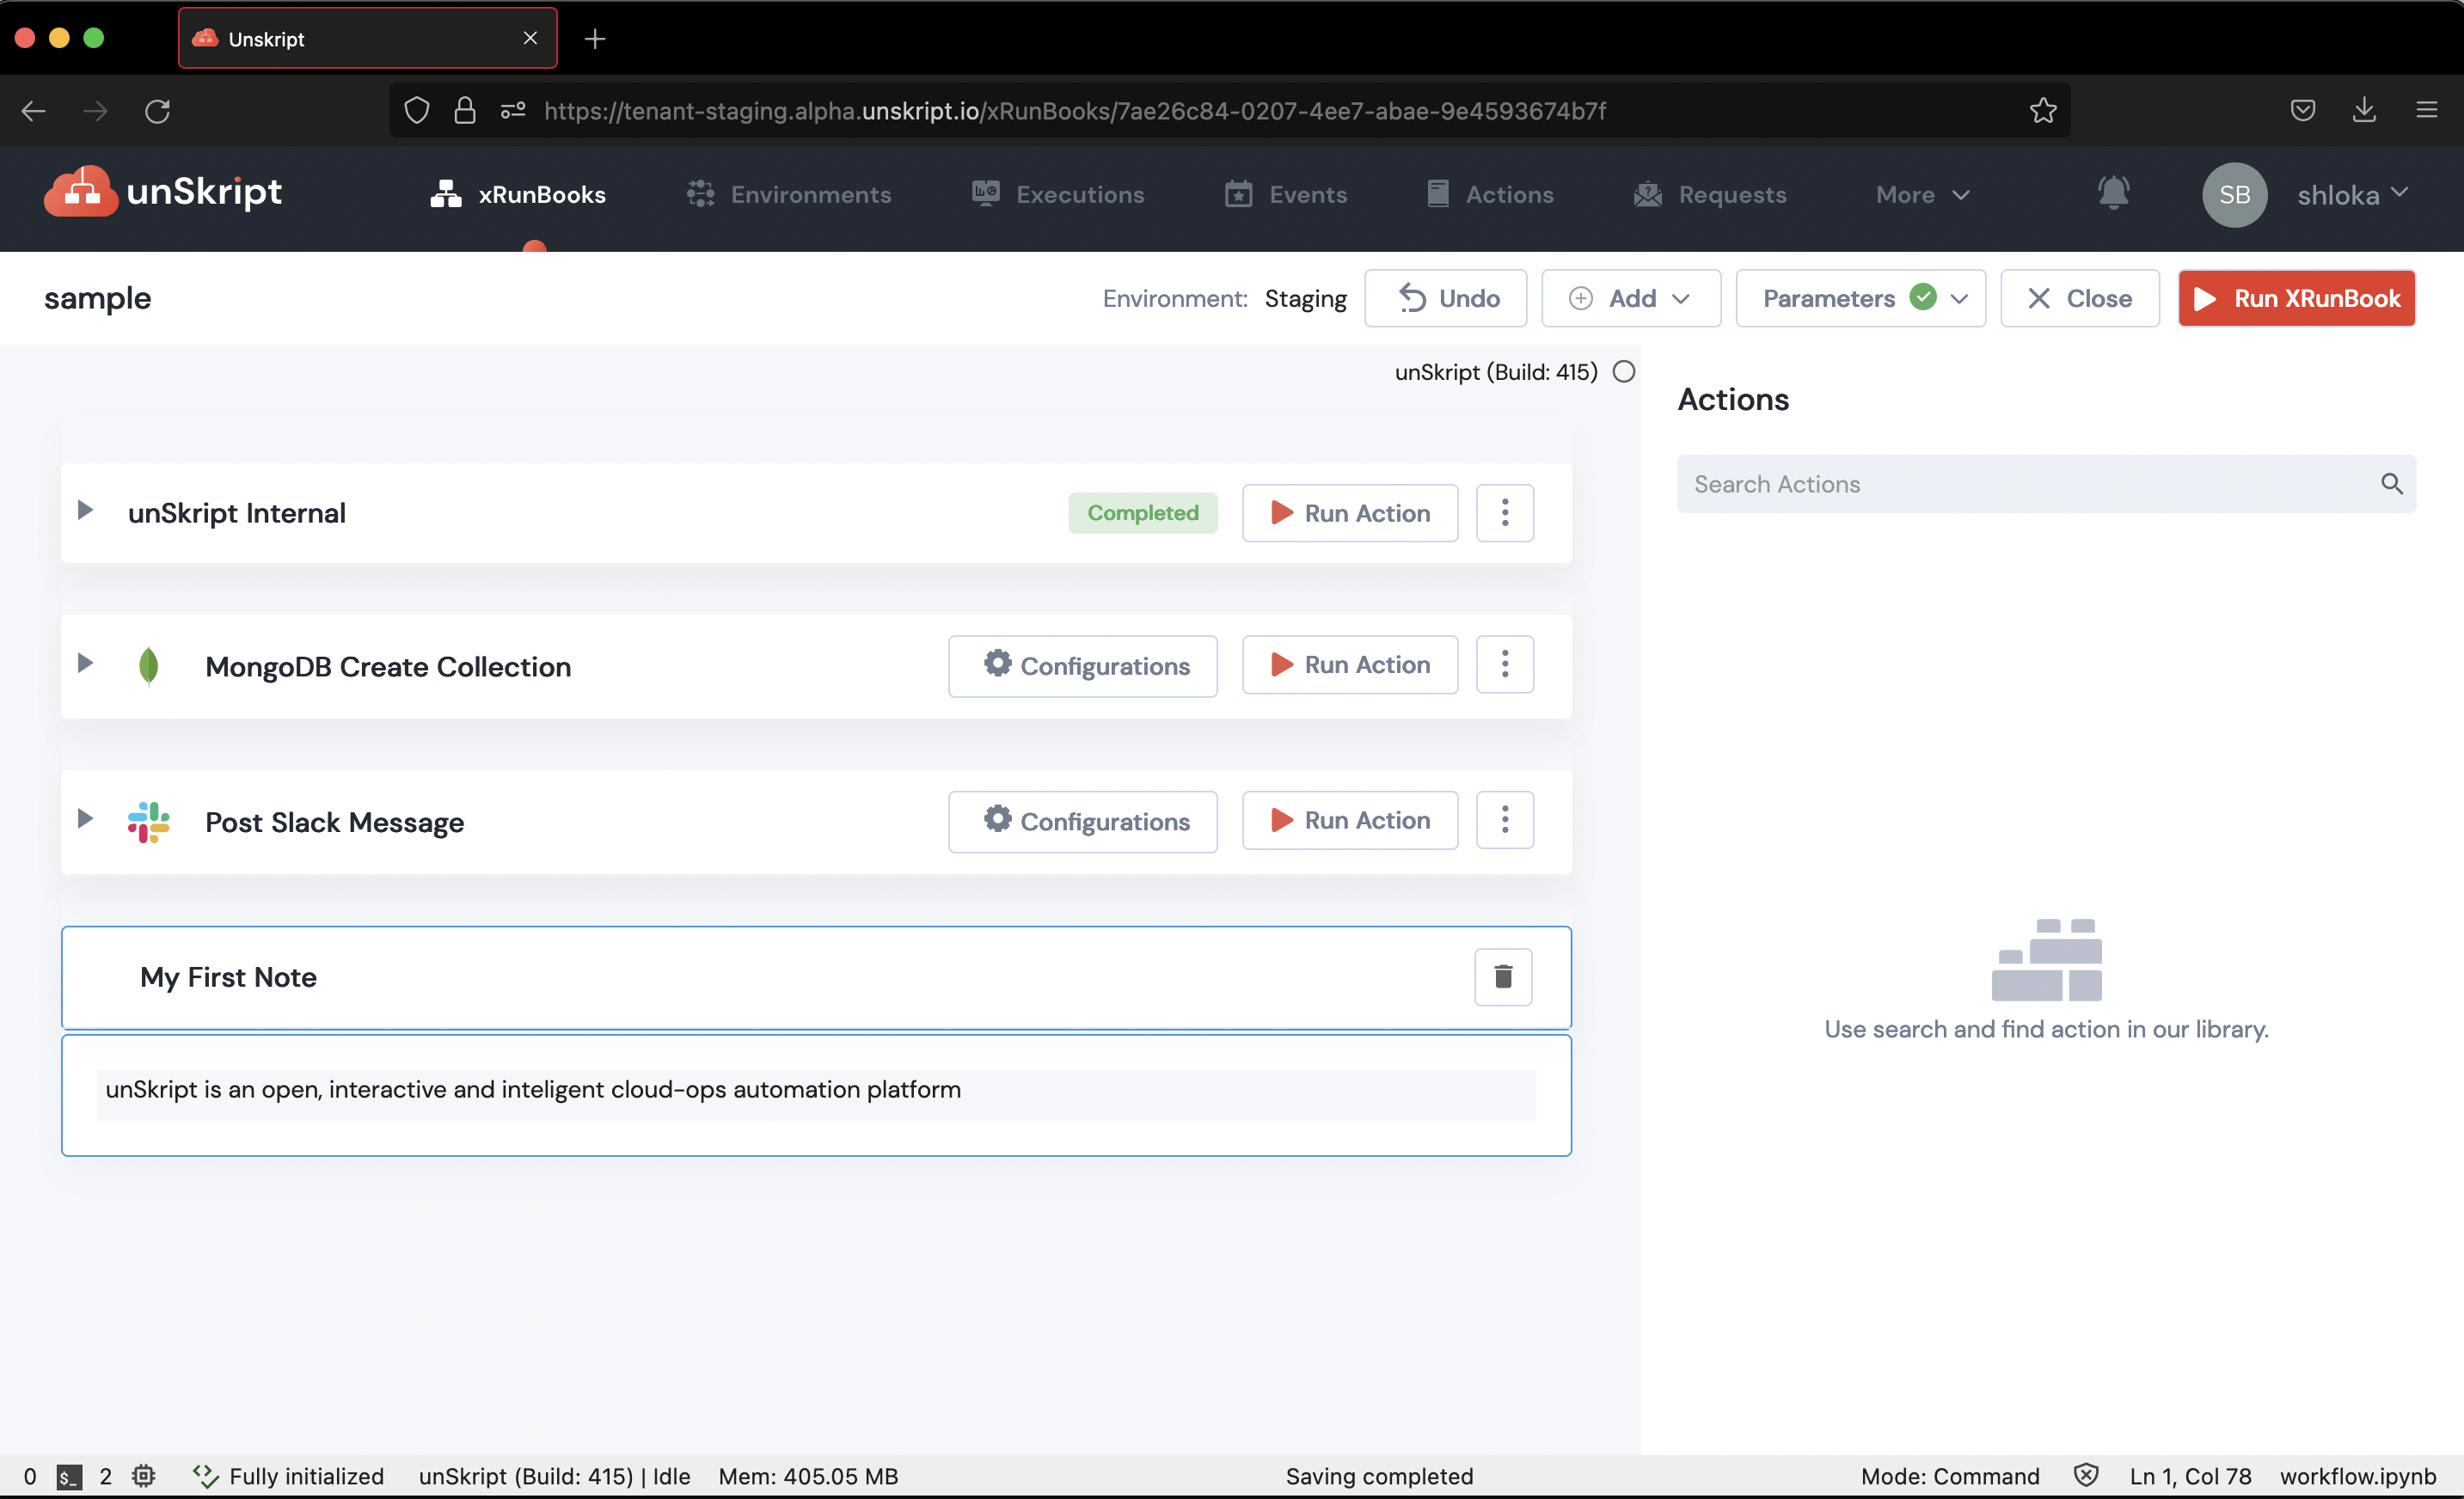 Unskript
https://tenant-staging.alpha.unskript.io/xRunBooks/7ae26c84-0207-4ee7-abae-9e4593674b7f
unSkript xRunBooks Environments Executions Events Actions Requests More SB shloka
sample Environment: Staging Undo Add Parameters Close Run XRunBook
unSkript (Build: 415)
Actions
Search Actions
unSkript Internal Completed Run Action
MongoDB Create Collection Configurations Run Action
Post Slack Message Configurations Run Action
My First Note
Use search and find action in our library.
unSkript is an open, interactive and inteligent cloud-ops automation platform
0 $_ 2 Fully initialized unSkript (Build: 415) | Idle Mem: 405.05 MB Saving completed Mode: Command Ln 1, Col 78 workflow.ipynb